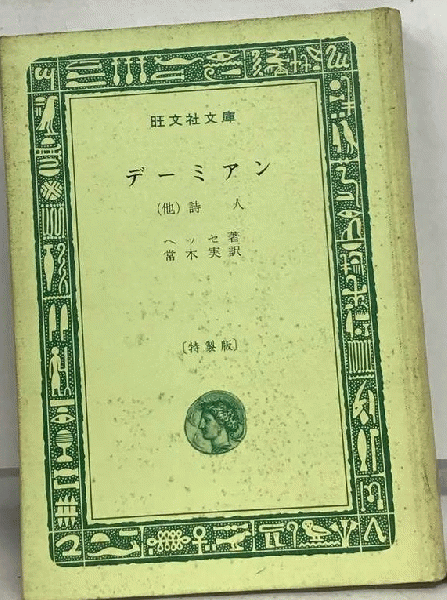 旺文社文庫
デーミアン
(他)詩人
ヘッセ著
常木実訳
[特製版]